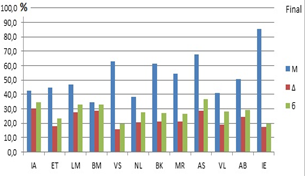 100,0 % Final
90,0
80,0
70,0
60,0 М
50,0 Δ
40,0 б
30,0
20,0
10,0
0,0
IA ET LM BM VS NL BK MR AS VL AB IE